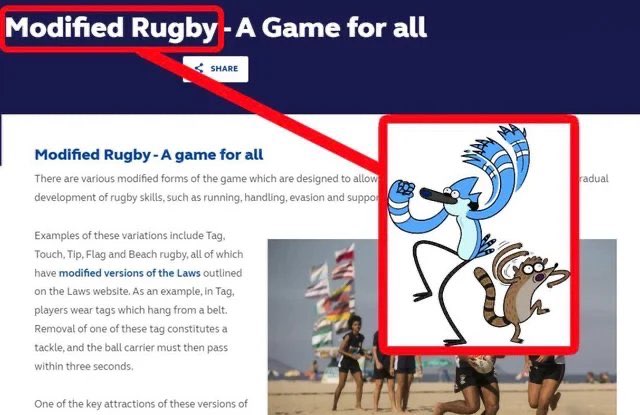 Modified Rugby - A Game for all
SHARE
Modified Rugby - A game for all
There are various modified forms of the game which are designed to allow
radual
development of rugby skills, such as running, handling, evasion and
Examples of these variations include Tag,
Touch, Tip, Flag and Beach rugby, all of which
have modified versions of the Laws outlined
on the Laws website. As an example, in Tag,
players wear tags which hang from a belt.
Removal of one of these tag constitutes a
tackle, and the ball carrier must then pass
within three seconds.
One of the key attractions of these versions of